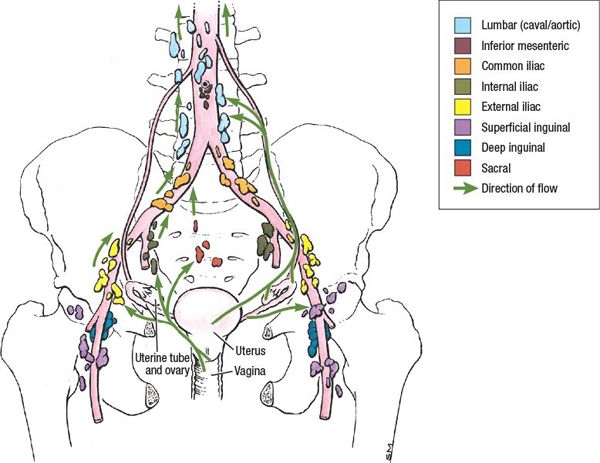 Lumbar (caval/aortic)
Inferior mesenteric
Common iliac
Internal iliac
External iliac
Superficial inguinal
Deep inguinal
Sacral
Direction of flow
Uterine tube
and ovary
Uterus
Vagina
SM